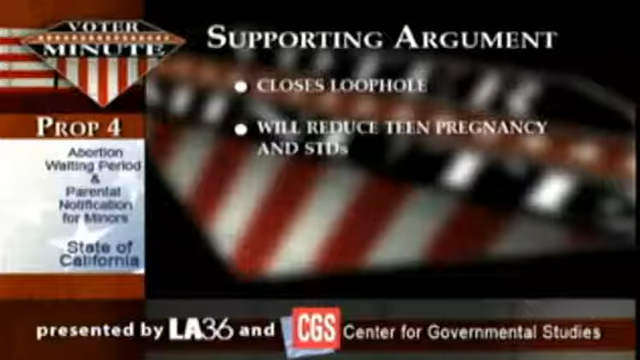 VOTER
MINUTE
SUPPORTING ARGUMENT
CLOSES LOOPHOLE
WILL REDUCE TEEN PREGNANCY
AND STDs
PROP 4
Abortion
Waiting Period
&
Parental
Notification
for Minors
State of
California
presented by LA36 and CGS Center for Governmental Studies